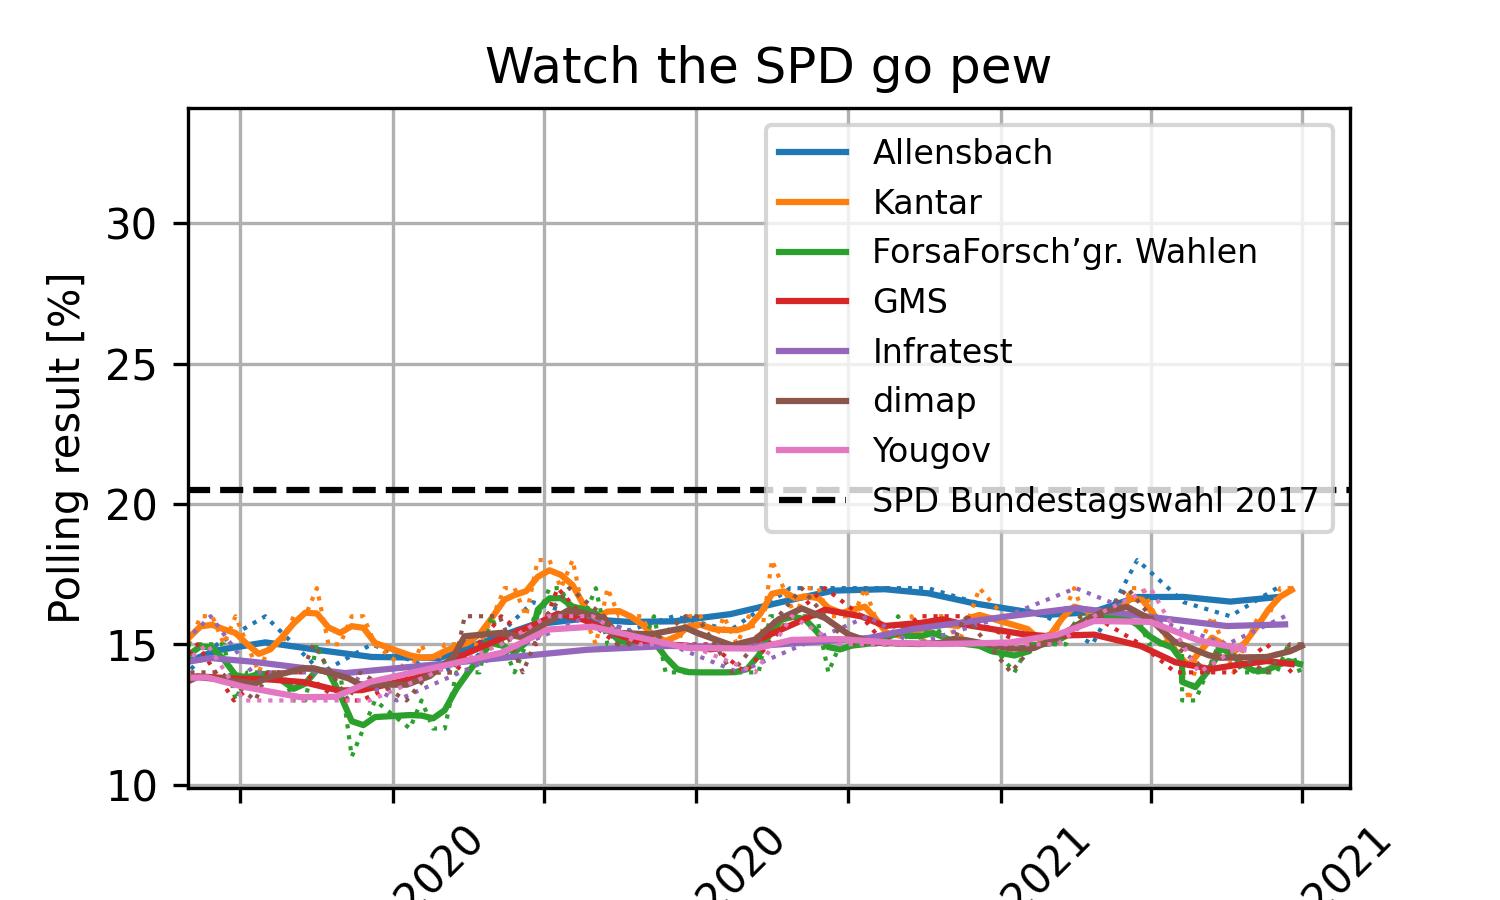 Watch the SPD go pew
Polling result [%]
30
25
20
15
10
Allensbach
Kantar
ForsaForsch’gr. Wahlen
GMS
Infratest
dimap
Yougov
SPD Bundestagswahl 2017
2020
2020
2021
2021